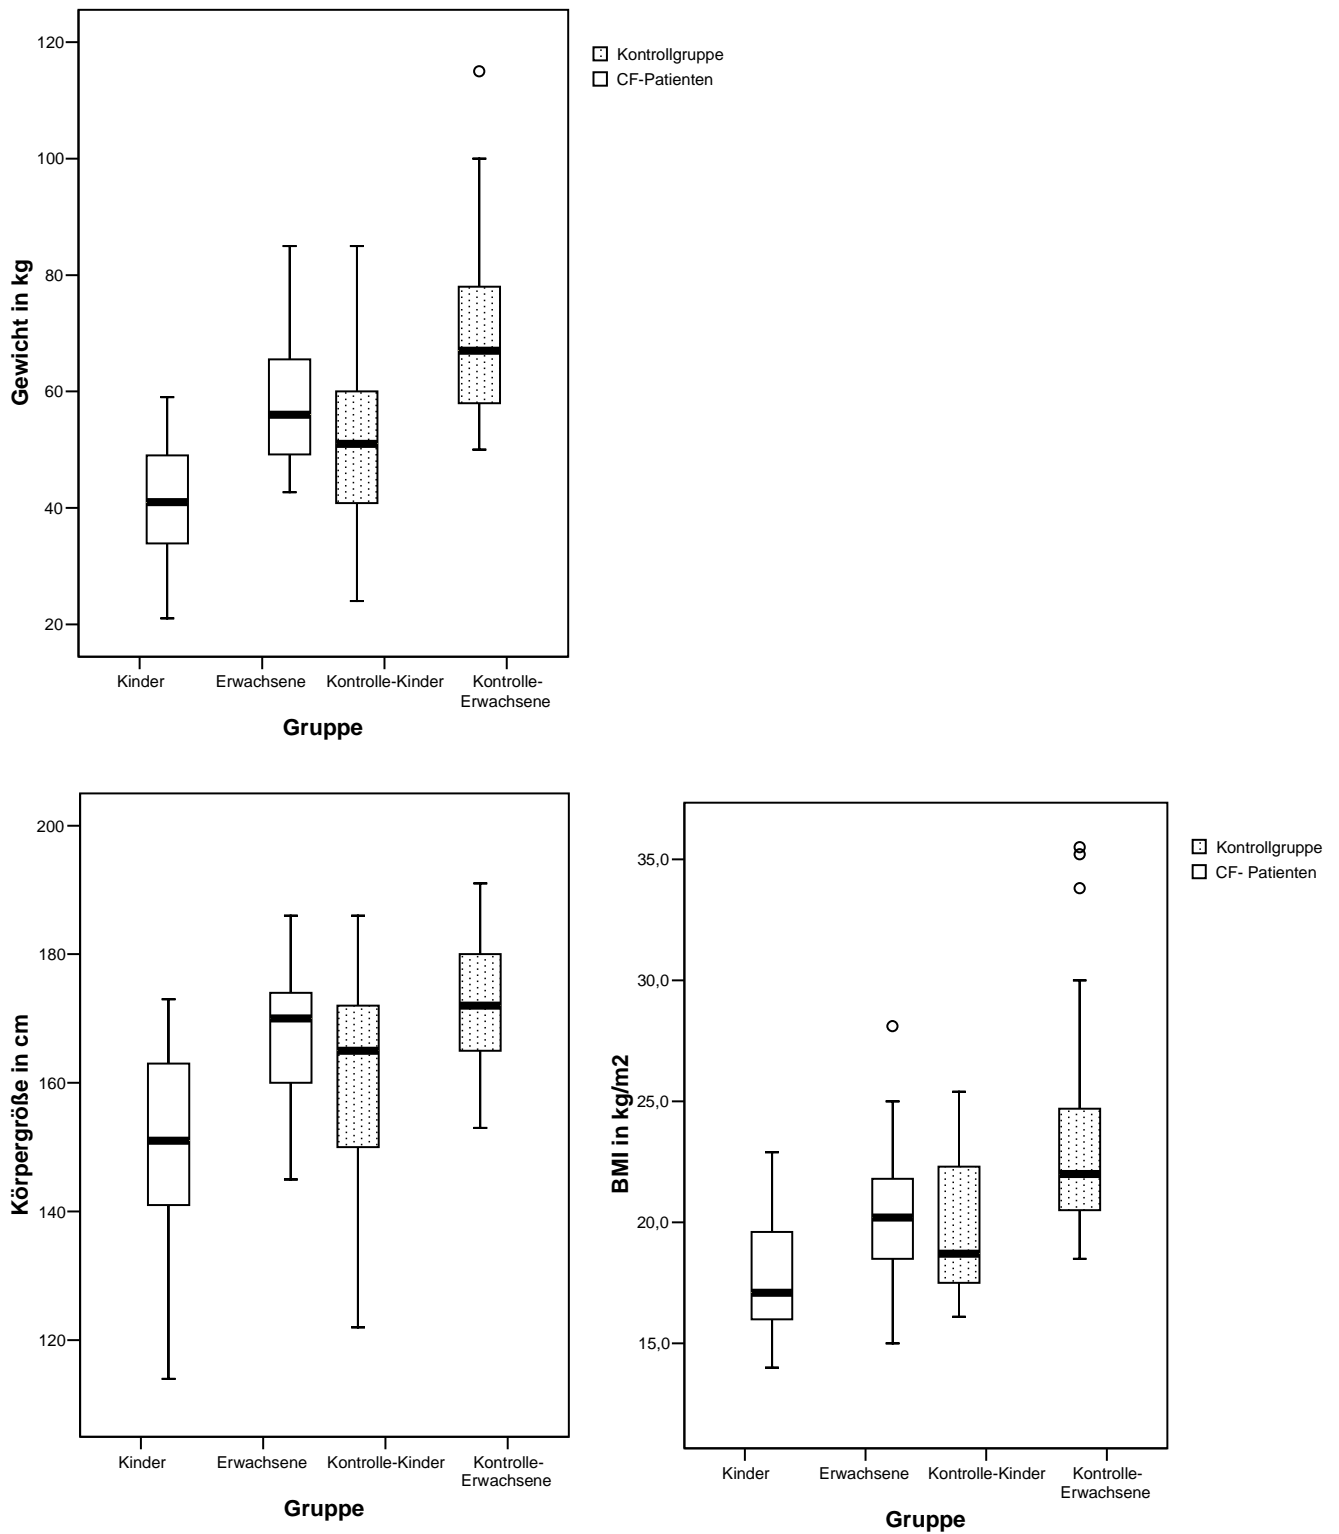 120
100
80
60
40
20
Gewicht in kg
Kinder
Erwachsene
Kontrolle-Kinder
Kontrolle-
Erwachsene
Gruppe
Kontrollgruppe
CF-Patienten
200
180
160
140
120
Körpergröße in cm
Kinder
Erwachsene
Kontrolle-Kinder
Kontrolle-
Erwachsene
Gruppe
35,0
30,0
25,0
20,0
15,0
BMI in kg/m2
Kinder
Erwachsene
Kontrolle-Kinder
Kontrolle-
Erwachsene
Gruppe
Kontrollgruppe
CF- Patienten